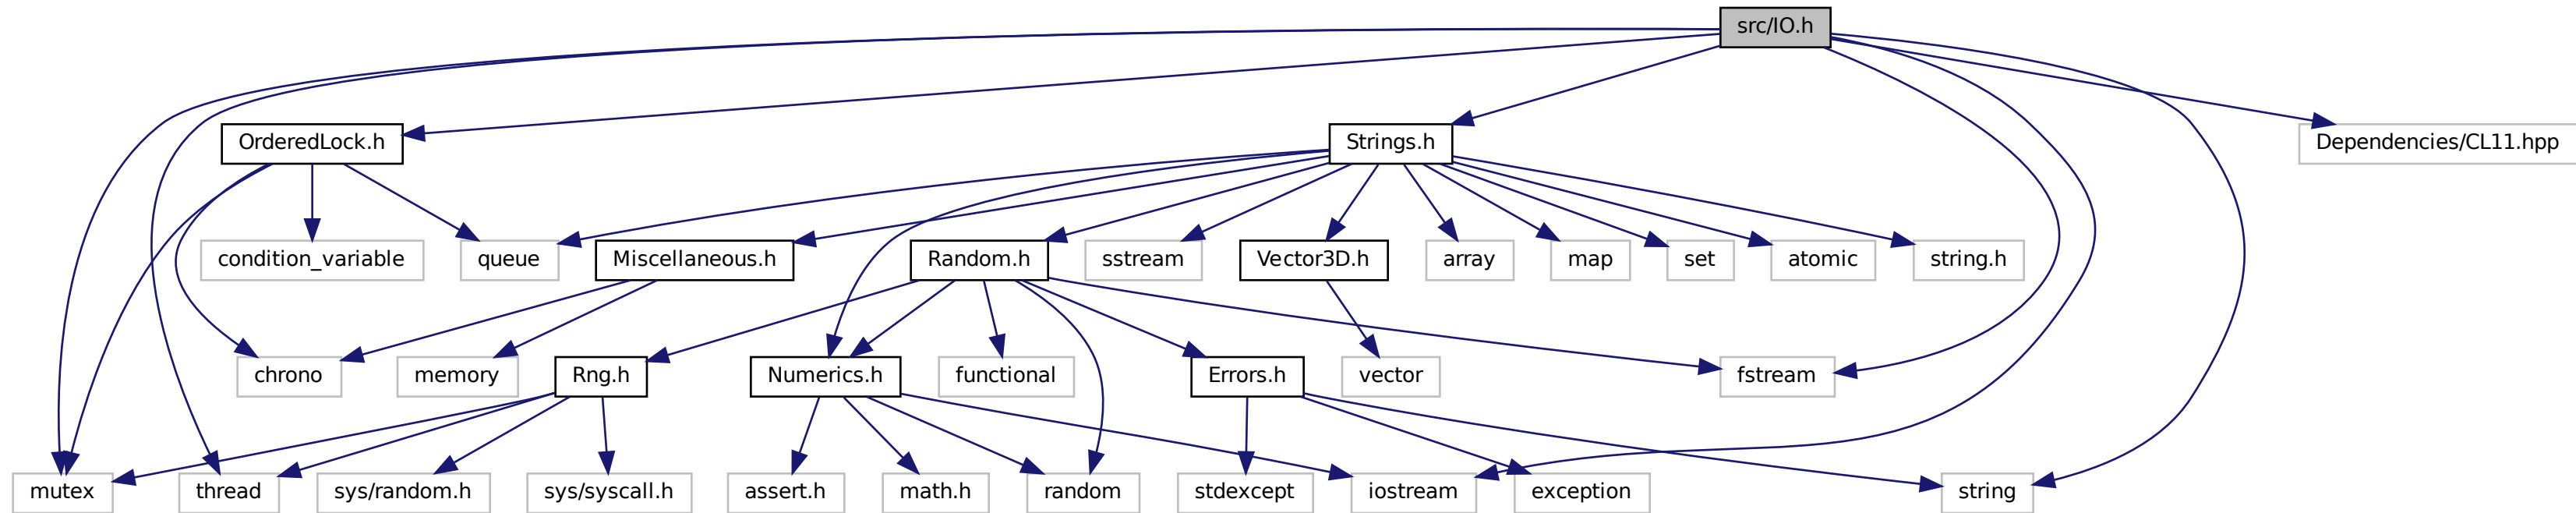 src/IO.h
OrderedLock.h
Strings.h
Dependencies/CL11.hpp
condition_variable
queue
Miscellaneous.h
Random.h
sstream
Vector3D.h
array
map
set
atomic
string.h
chrono
memory
Rng.h
Numerics.h
functional
Errors.h
vector
fstream
mutex
thread
sys/random.h
sys/syscall.h
assert.h
math.h
random
stdexcept
iostream
exception
string